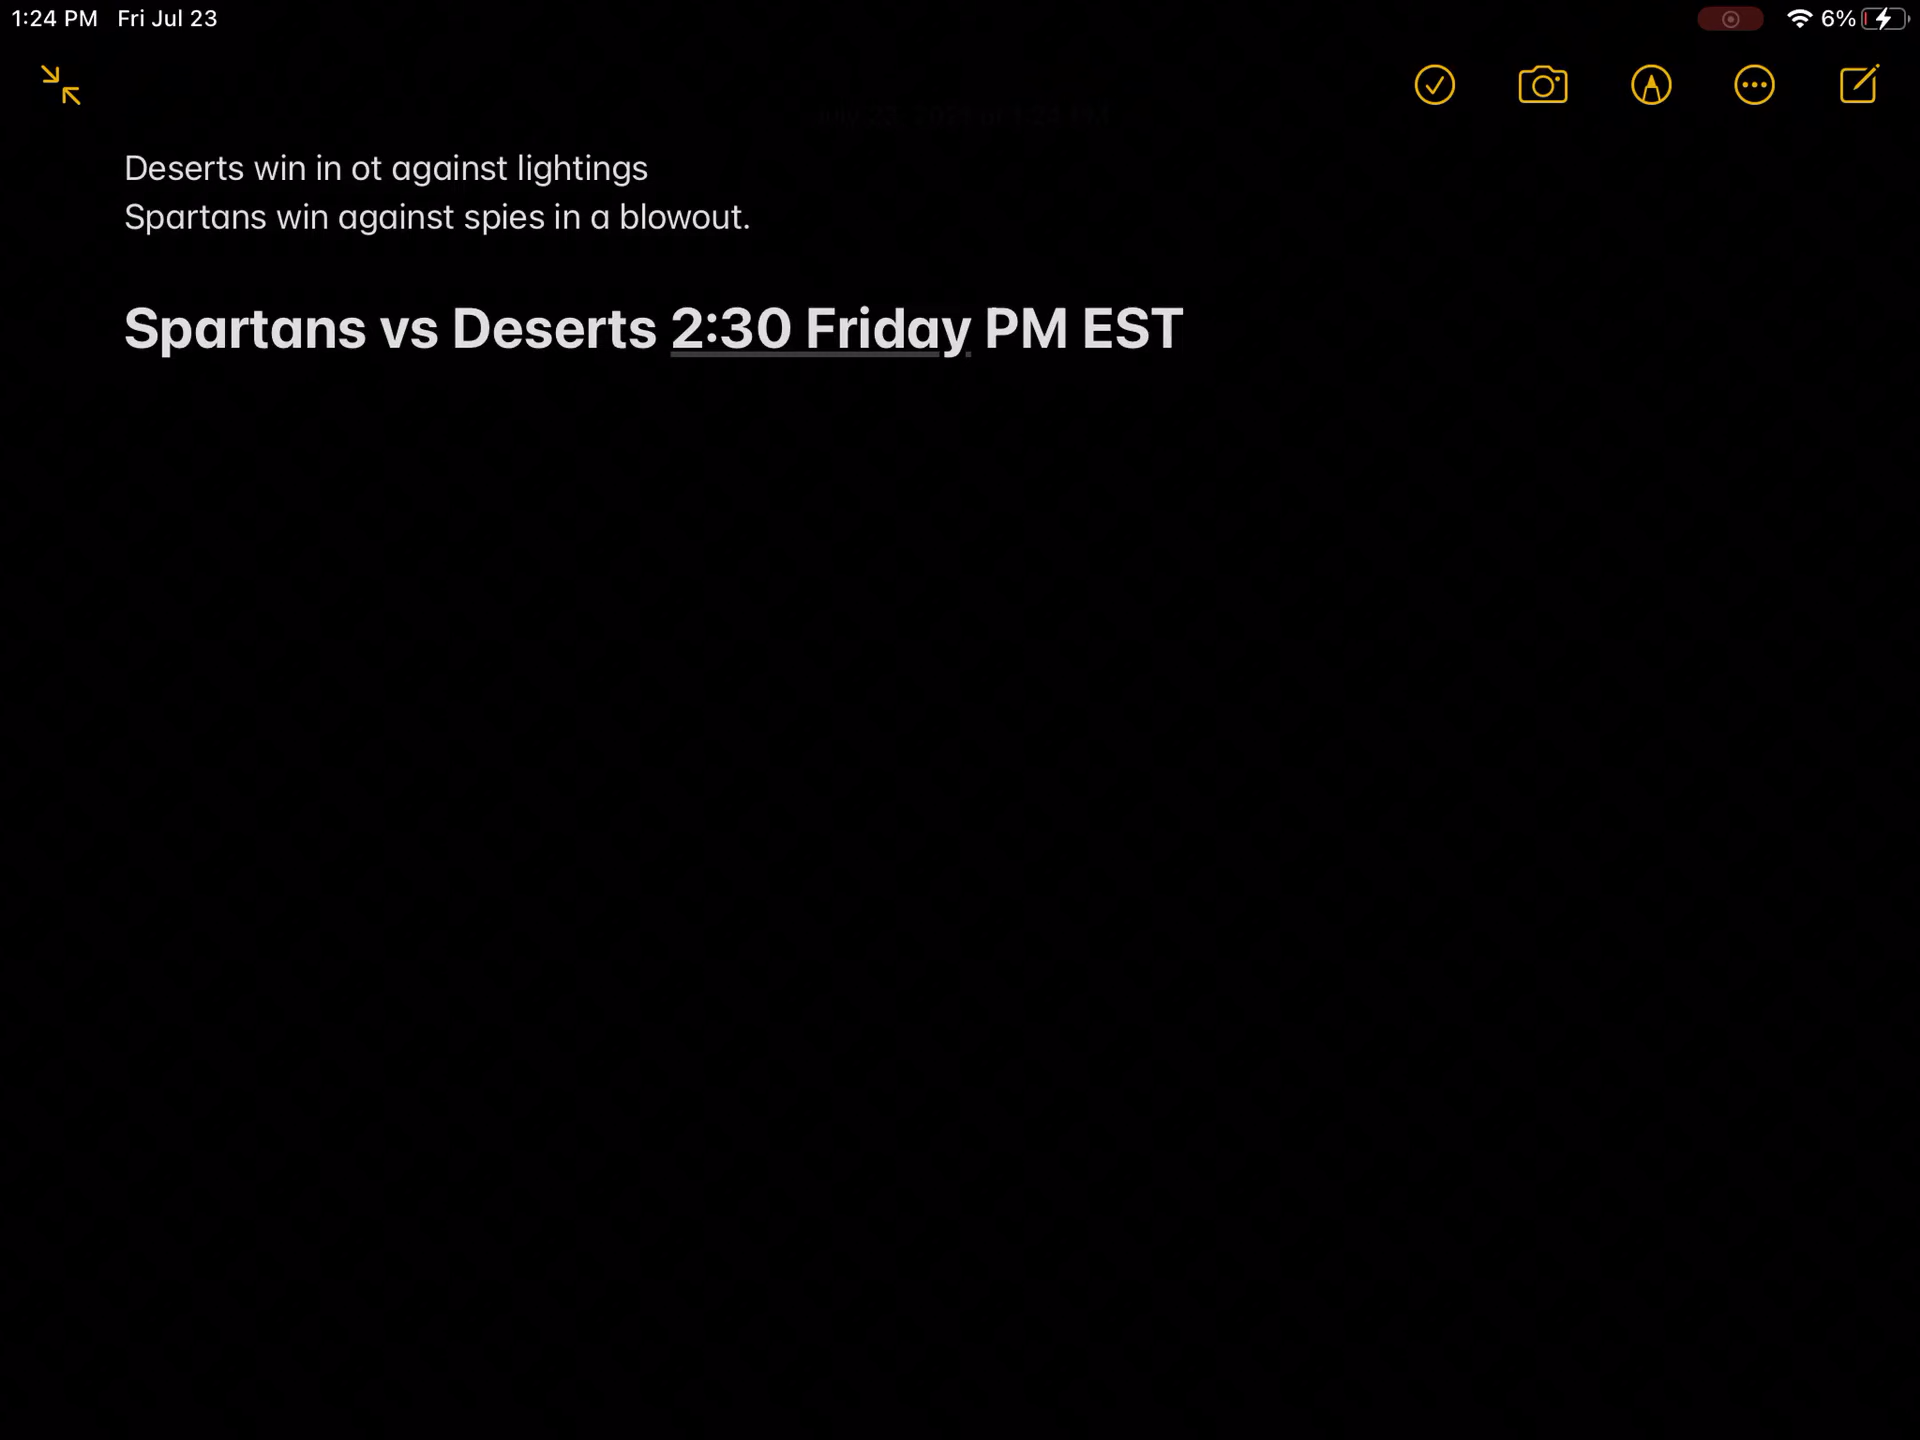 1:24 PM Fri Jul 23
6%
Deserts win in ot against lightings
Spartans win against spies in a blowout.
Spartans vs Deserts 2:30 Friday PM EST